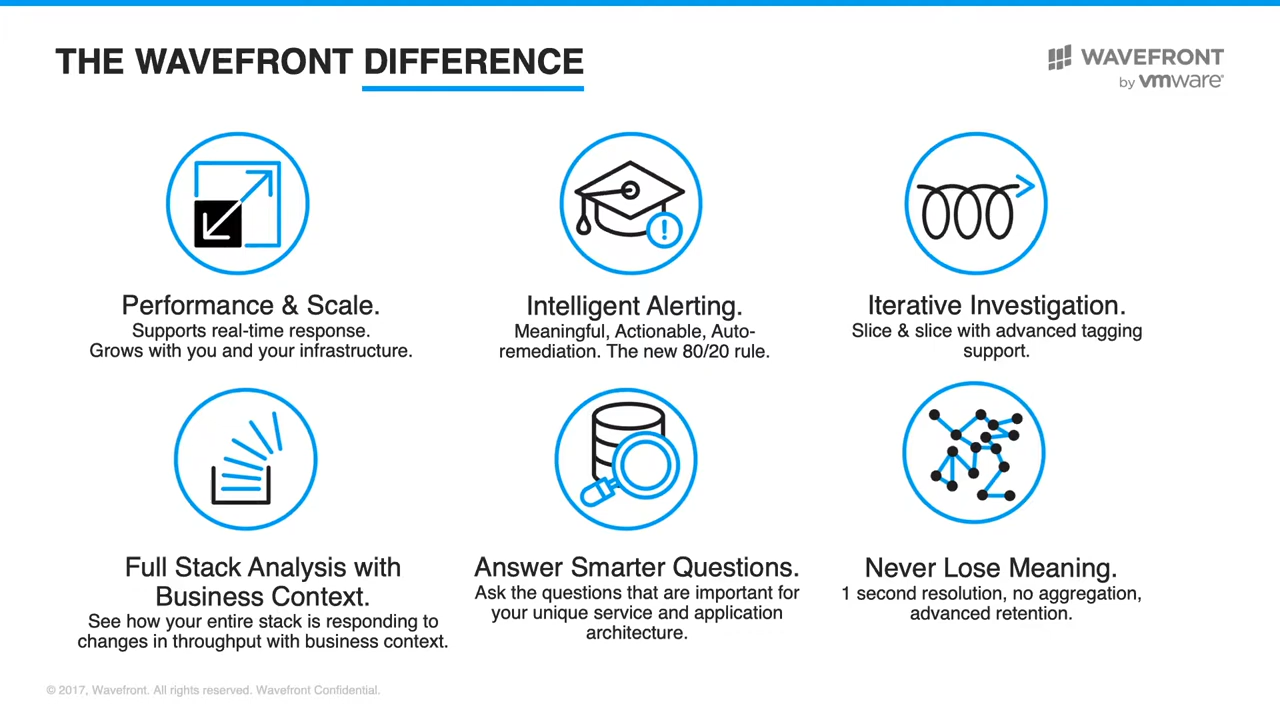 THE WAVEFRONT DIFFERENCE
WAVEFRONT
by vmware®
!
Performance & Scale.
Supports real-time response.
Grows with you and your infrastructure.
Intelligent Alerting.
Meaningful, Actionable, Auto-
remediation. The new 80/20 rule.
Iterative Investigation.
Slice & slice with advanced tagging
support.
Full Stack Analysis with
Business Context.
See how your entire stack is responding to
changes in throughput with business context.
Answer Smarter Questions.
Ask the questions that are important for
your unique service and application
architecture.
Never Lose Meaning.
1 second resolution, no aggregation,
advanced retention.
© 2017, Wavefront. All rights reserved. Wavefront Confidential.